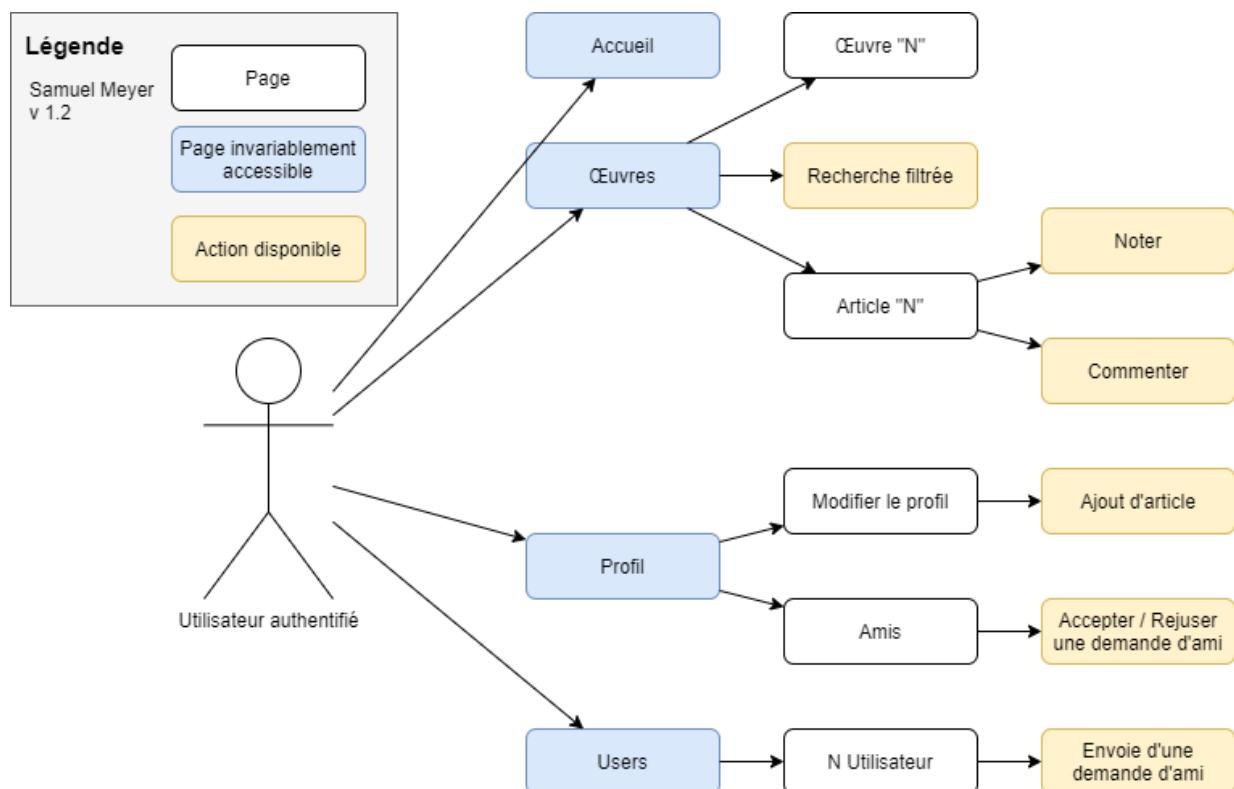 Légende
Samuel Meyer
v 1.2
Page
Page invariablement
accessible
Action disponible
Accueil
Œuvre "N"
Œuvres
Recherche filtrée
Noter
Article "N"
Commenter
Modifier le profil
Ajout d'article
Profil
Utilisateur authentifié
Amis
Accepter / Rejuser
une demande d'ami
Users
N Utilisateur
Envoie d'une
demande d'ami